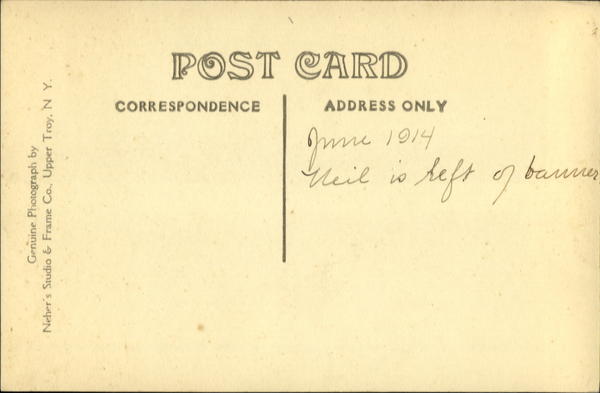 POST CARD
CORRESPONDENCE
ADDRESS ONLY
June 1914
Neil is left of banner
Genuine Photograph by
Neher's Studio & Frame Co., Upper Troy, N Y.